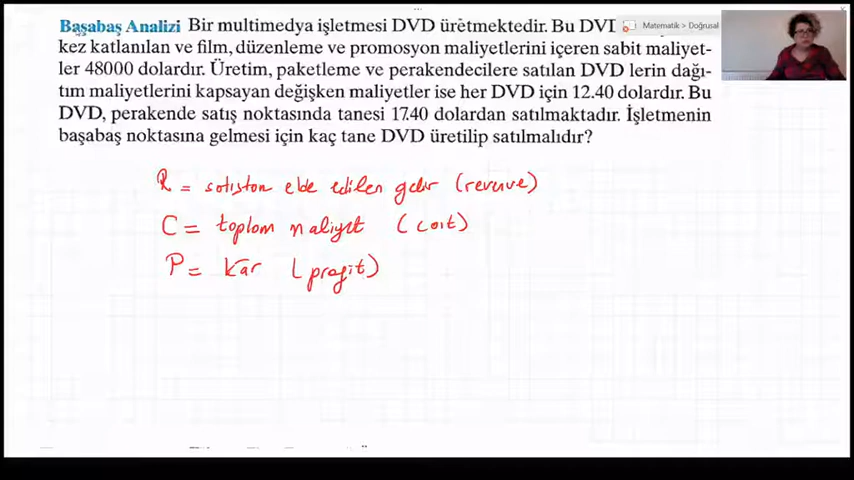 Başabaş Analizi Bir multimedya işletmesi DVD üretmektedir. Bu
Matematik > Doğrusal
kez katlanılan ve film, düzenleme ve promosyon maliyetlerini içeren sabit maliyet-
ler 48000 dolardır. Üretim, paketleme ve perakendecilere satılan DVD lerin dağı-
tım maliyetlerini kapsayan değişken maliyetler ise her DVD için 12.40 dolardır. Bu
DVD, perakende satış noktasında tanesi 17.40 dolardan satılmaktadır. İşletmenin
başabaş noktasına gelmesi için kaç tane DVD üretilip satılmalıdır?
R = satıştan elde edilen gelir (revenue)
C = toplam maliyet (cost)
P = Kar (profit)